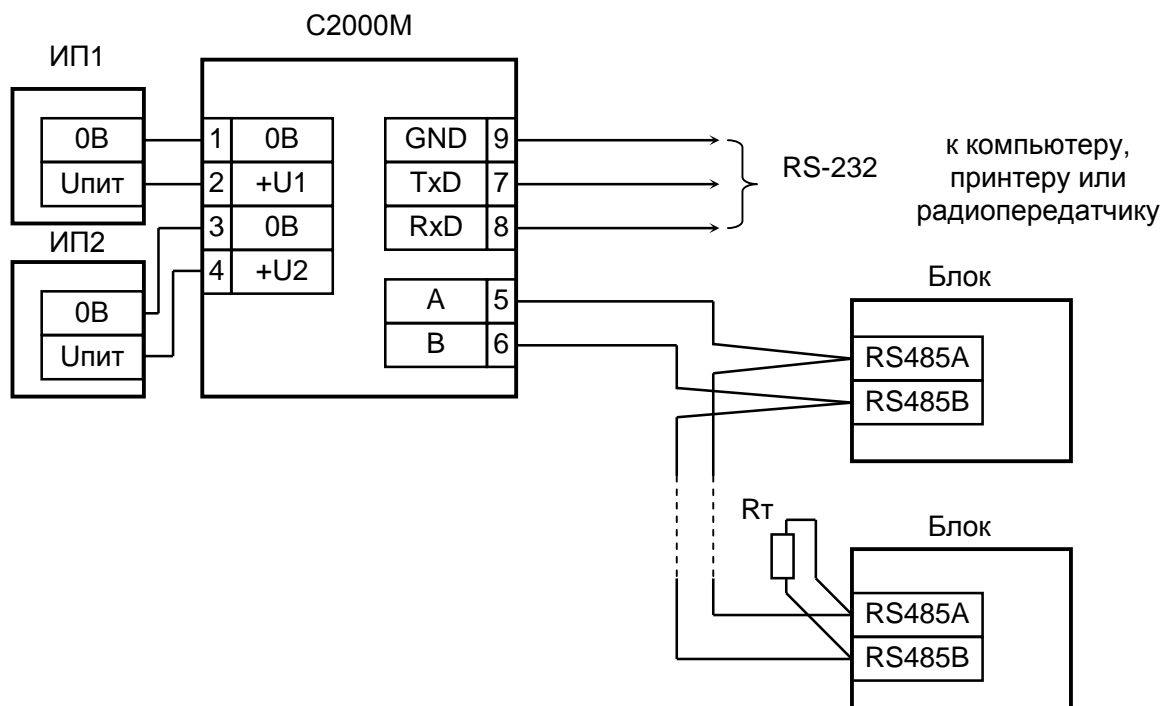 С2000М
ИП1
0В
Uпит
ИП2
0В
Uпит
1 0В
2 +U1
3 0В
4 +U2
GND 9
TxD 7
RxD 8
A 5
B 6
RS-232
к компьютеру,
принтеру или
радиопередатчику
Блок
RS485A
RS485B
Rт
Блок
RS485A
RS485B